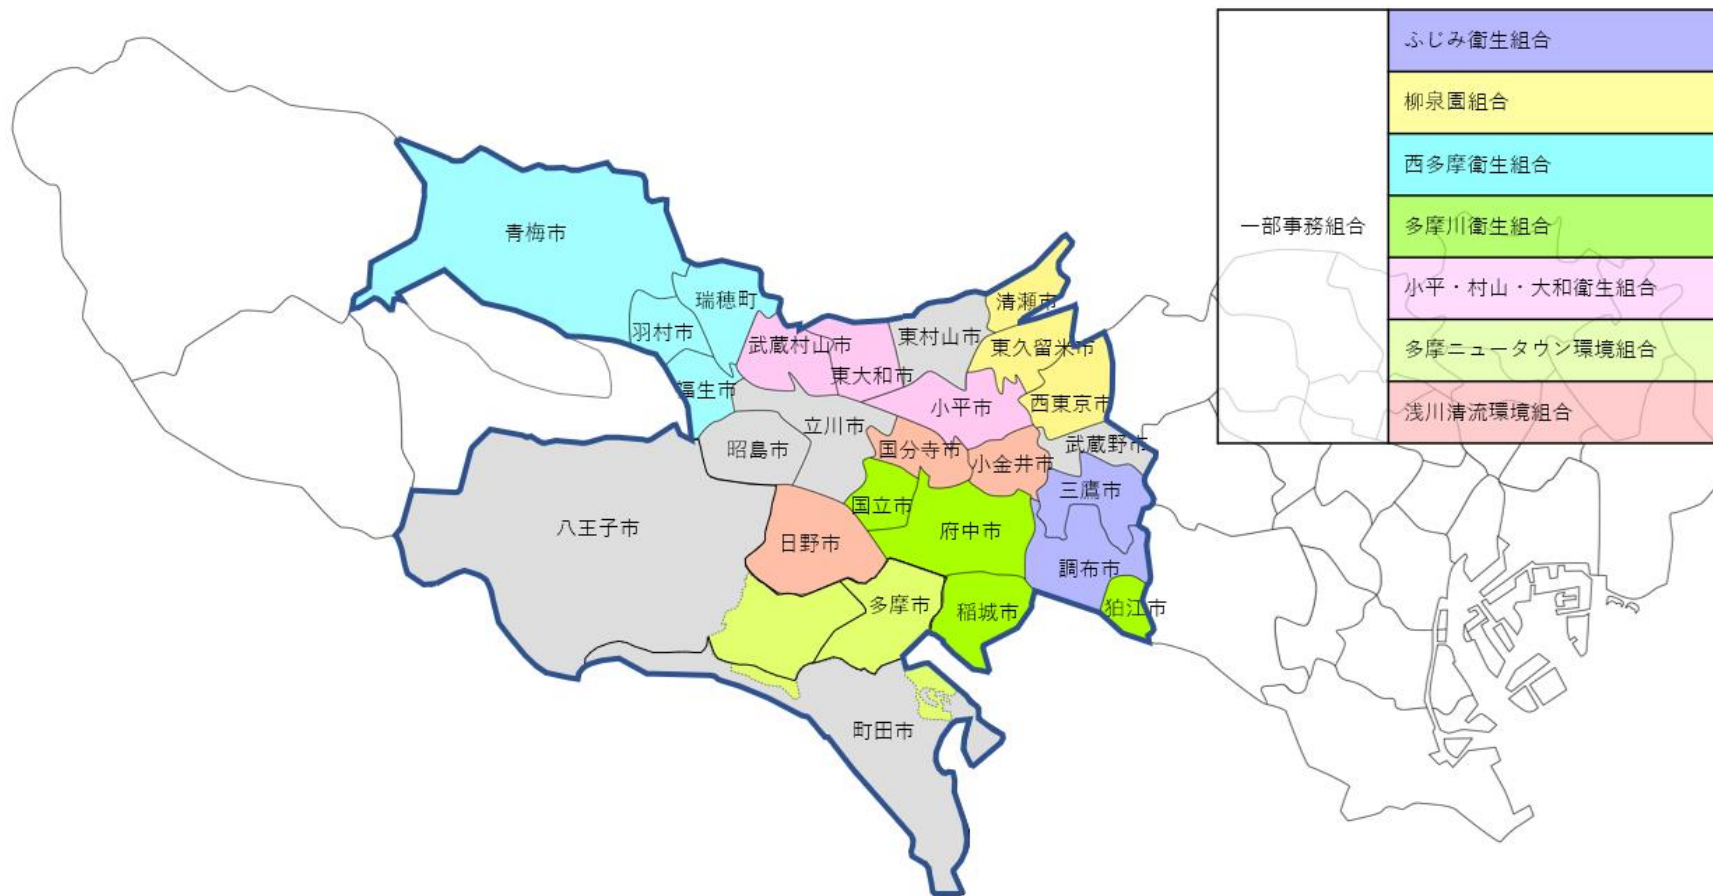 一部事務組合
ふじみ衛生組合
柳泉園組合
西多摩衛生組合
多摩川衛生組合
小平・村山・大和衛生組合
多摩ニュータウン環境組合
浅川清流環境組合
青梅市
瑞穂町
羽村市
福生市
武蔵村山市
東大和市
東村山市
清瀬市
東久留米市
西東京市
小平市
立川市
昭島市
国分寺市
小金井市
武蔵野市
三鷹市
国立市
府中市
調布市
狛江市
八王子市
日野市
多摩市
稲城市
町田市